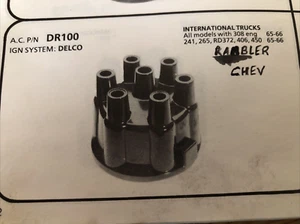 A.C. P/N DR100
IGN SYSTEM: DELCO
INTERNATIONAL TRUCKS
All models with 308 eng 65-66
241, 265, RD372, 406, 450 65-66
RAMBLER
CHEV
2